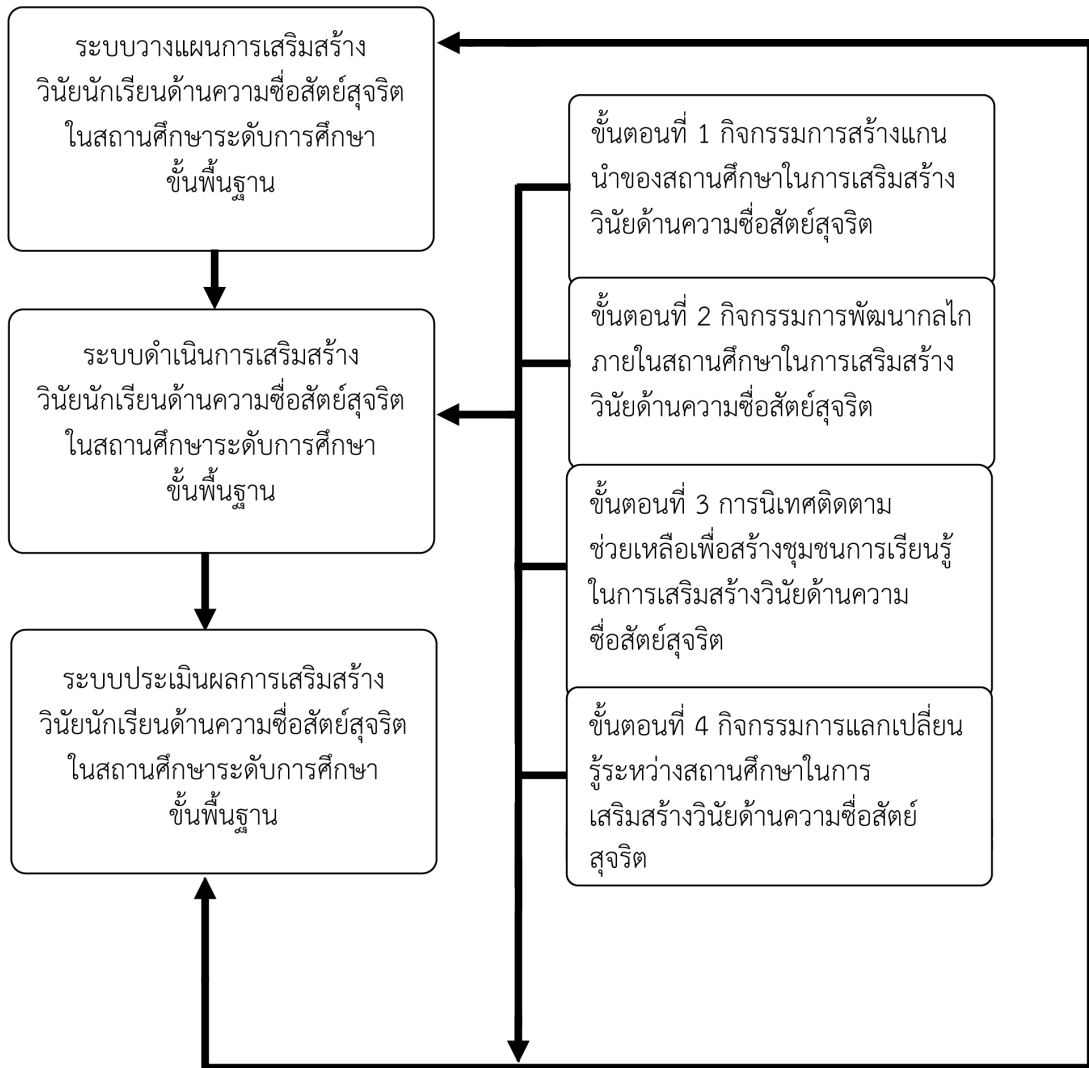 ระบบวางแผนการเสริมสร้าง
วินัยนักเรียนด้านความซื่อสัตย์สุจริต
ในสถานศึกษาระดับการศึกษา
ขั้นพื้นฐาน
ระบบดำเนินการเสริมสร้าง
วินัยนักเรียนด้านความซื่อสัตย์สุจริต
ในสถานศึกษาระดับการศึกษา
ขั้นพื้นฐาน
ระบบประเมินผลการเสริมสร้าง
วินัยนักเรียนด้านความซื่อสัตย์สุจริต
ในสถานศึกษาระดับการศึกษา
ขั้นพื้นฐาน
ขั้นตอนที่ 1 กิจกรรมการสร้างแกน
นำของสถานศึกษาในการเสริมสร้าง
วินัยด้านความซื่อสัตย์สุจริต
ขั้นตอนที่ 2 กิจกรรมการพัฒนากลไก
ภายในสถานศึกษาในการเสริมสร้าง
วินัยด้านความซื่อสัตย์สุจริต
ขั้นตอนที่ 3 การนิเทศติดตาม
ช่วยเหลือเพื่อสร้างชุมชนการเรียนรู้
ในการเสริมสร้างวินัยด้านความ
ซื่อสัตย์สุจริต
ขั้นตอนที่ 4 กิจกรรมการแลกเปลี่ยน
รู้ระหว่างสถานศึกษาในการ
เสริมสร้างวินัยด้านความซื่อสัตย์
สุจริต